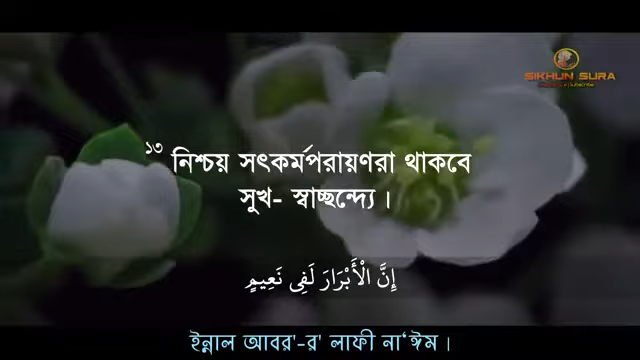 SIKHUN SURA
১৩ নিশ্চয় সৎকর্মপরায়ণরা থাকবে
সুখ- স্বাচ্ছন্দ্যে।
إِنَّ الْأَبْرَارَ لَفِي نَعِيمٍ
ইন্নাল আবর'-র' লাফী না'ঈম।